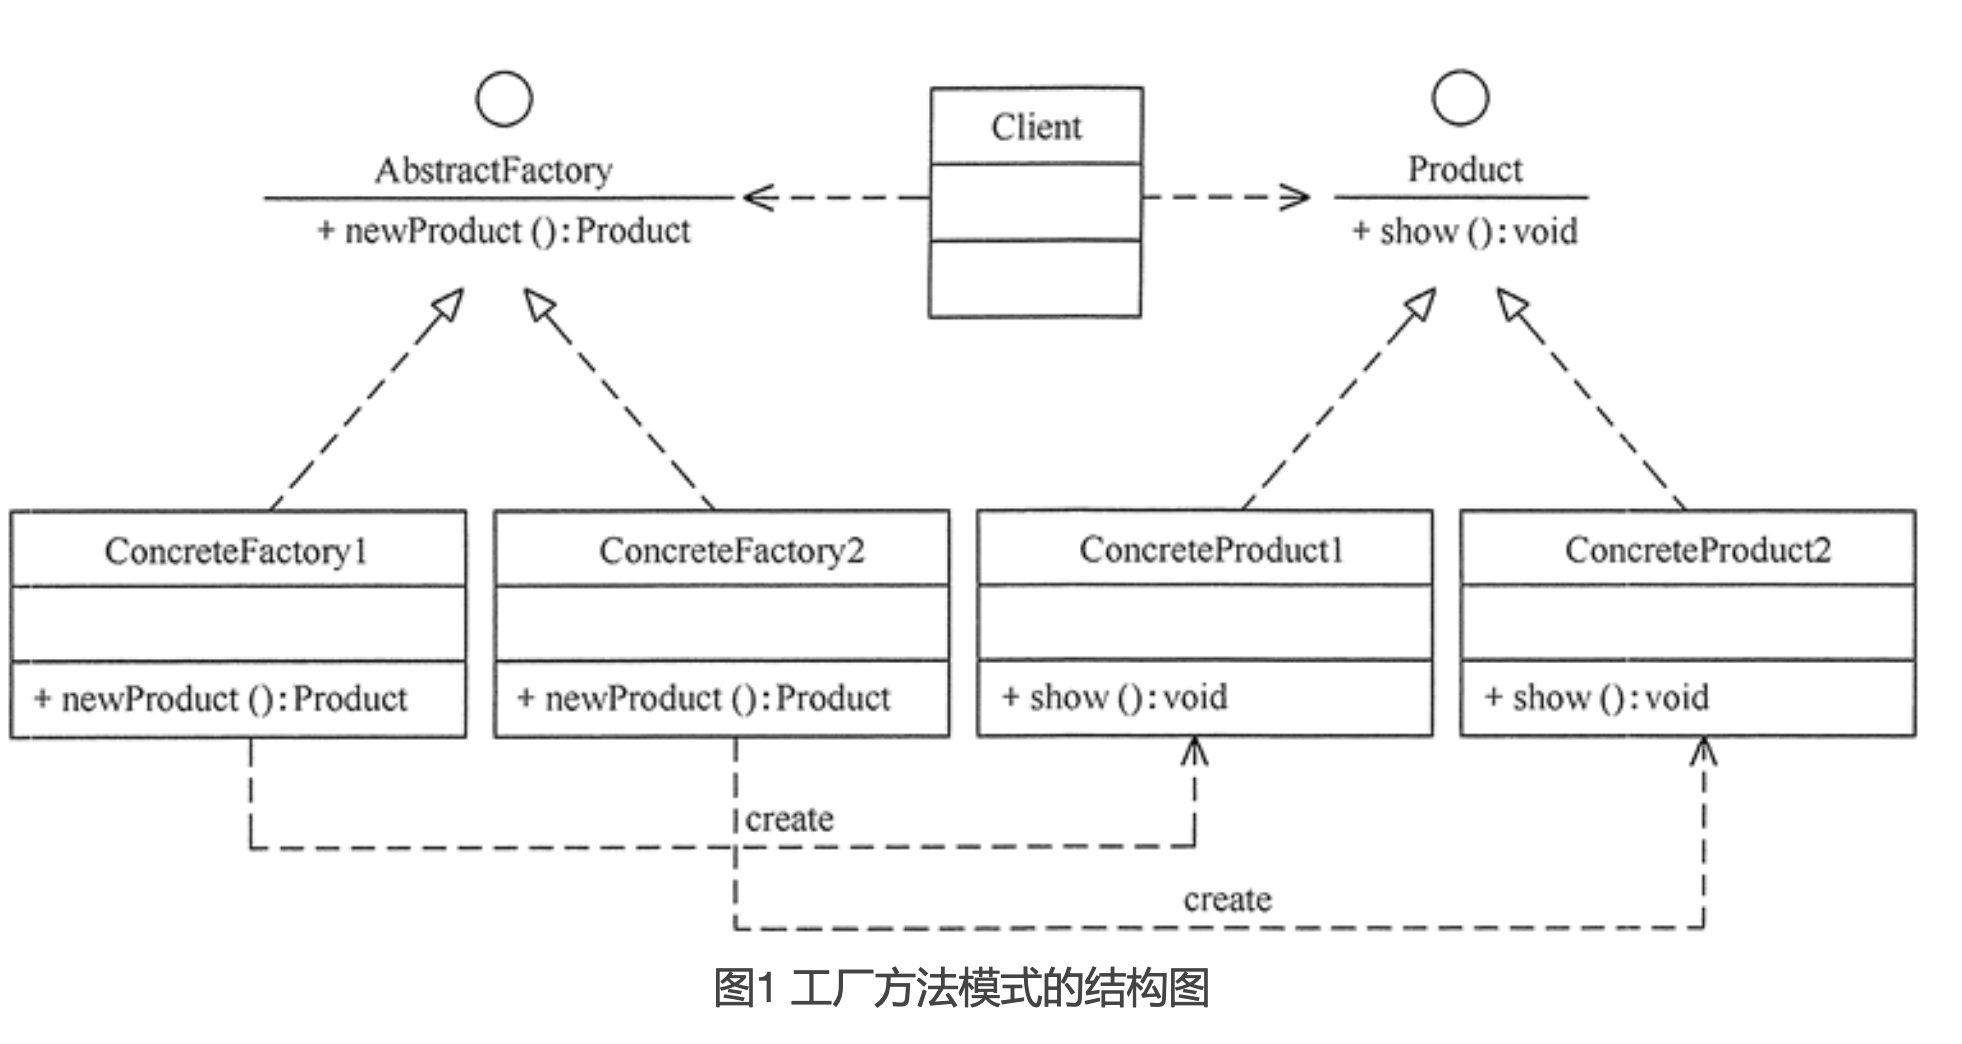 AbstractFactory
+ newProduct ():Product
Client
Product
+ show ():void
ConcreteFactory1
+ newProduct ():Product
ConcreteFactory2
+ newProduct ():Product
ConcreteProduct1
+ show ():void
ConcreteProduct2
+ show ():void
create
create
图1 工厂方法模式的结构图